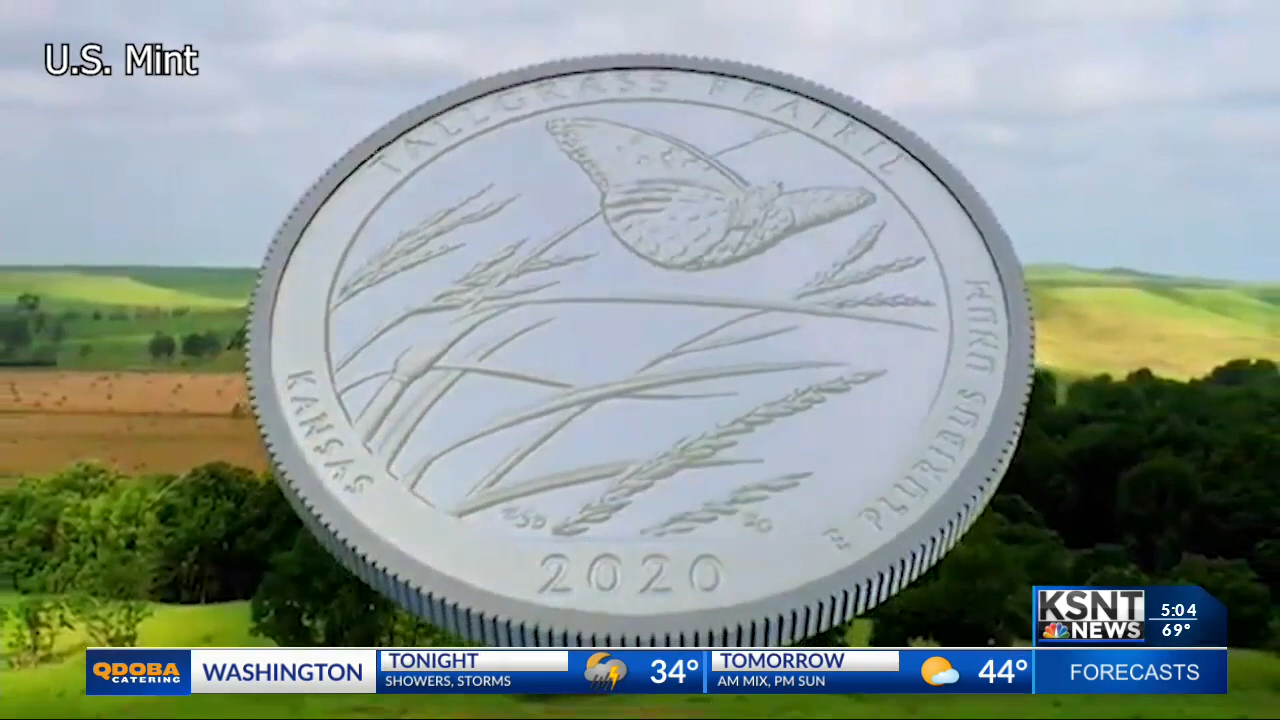 U.S. Mint
TALLGRASS PRAIRIE
KANSAS
E PLURIBUS UNUM
2020
KSNT
NEWS
5:04
69°
QDOBA
CATERING
WASHINGTON
TONIGHT
SHOWERS, STORMS
34°
TOMORROW
AM MIX, PM SUN
44°
FORECASTS